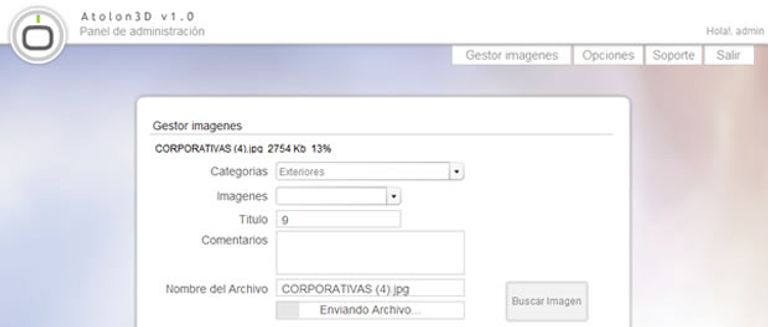 Atolon3D v1.0
Panel de administración
Hola!, admin
Gestor imagenes Opciones Soporte Salir
Gestor imagenes
CORPORATIVAS (4).jpg 2754 Kb 13%
Categorias Exteriores
Imagenes
Titulo 9
Comentarios
Nombre del Archivo CORPORATIVAS (4).jpg
Buscar Imagen
Enviando Archivo...